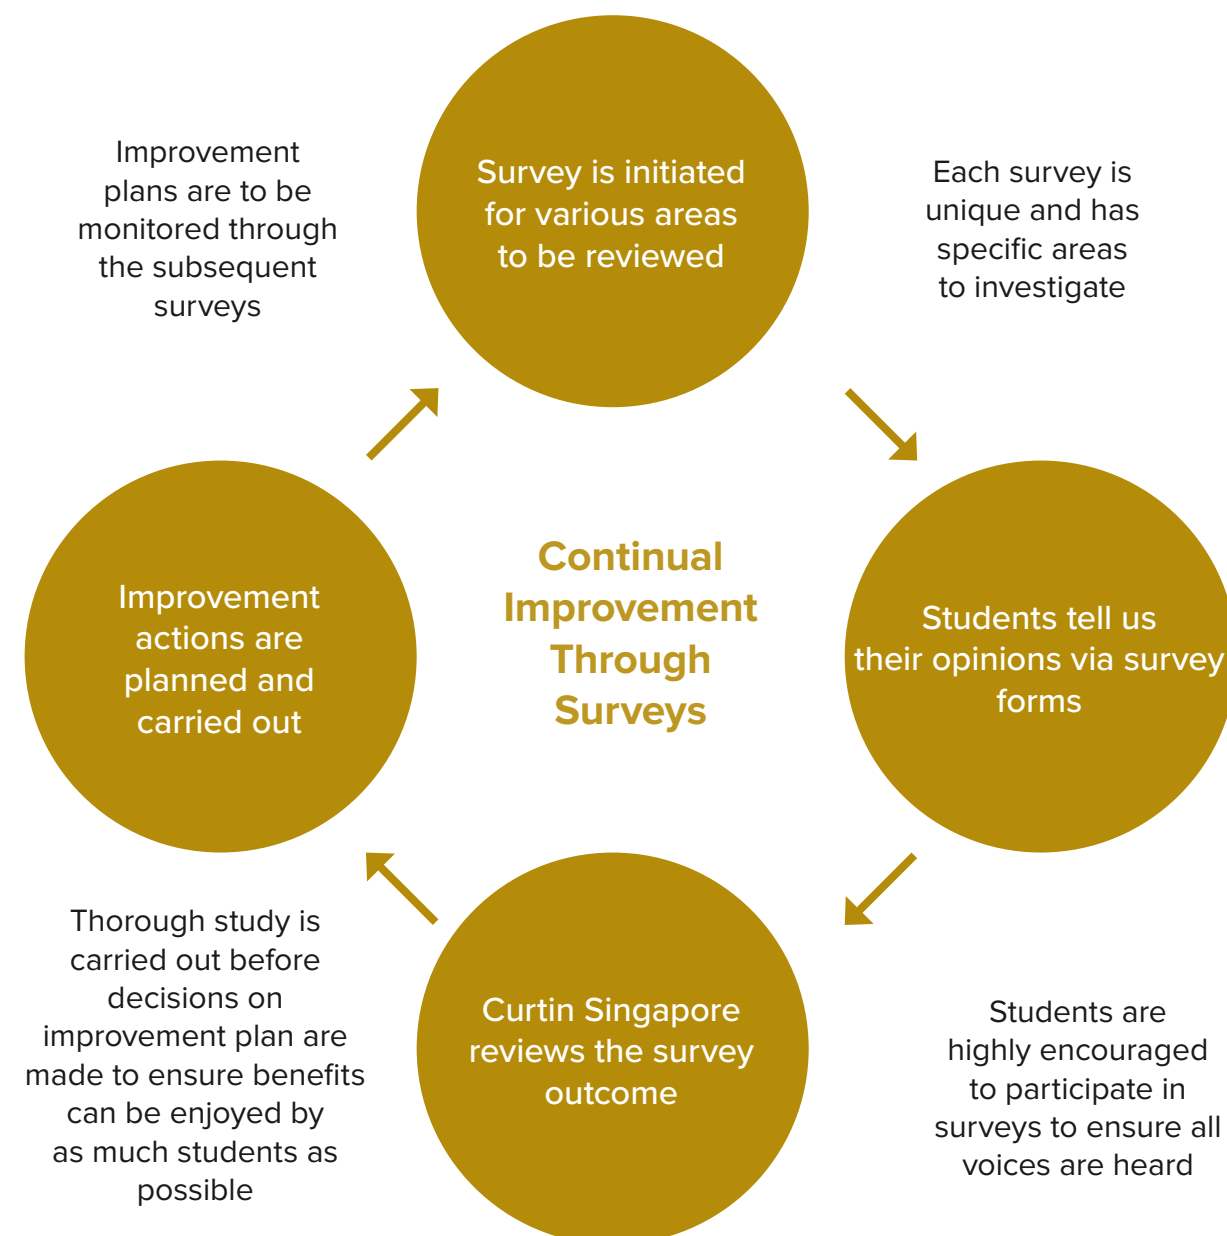 Survey is initiated
for various areas
to be reviewed
Each survey is
unique and has
specific areas
to investigate
Students tell us
their opinions via survey
forms
Students are
highly encouraged
to participate in
surveys to ensure all
voices are heard
Curtin Singapore
reviews the survey
outcome
Thorough study is
carried out before
decisions on
improvement plan are
made to ensure benefits
can be enjoyed by
as much students as
possible
Improvement
actions are
planned and
carried out
Improvement
plans are to be
monitored through
the subsequent
surveys
Continual
Improvement
Through
Surveys